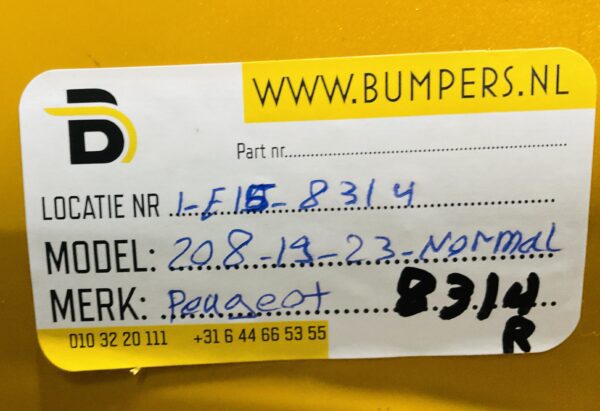 WWW.BUMPERS.NL
B
Part nr.
LOCATIE NR 1-E15-8314
MODEL: 208-19-23-Normal
MERK: Peugeot 8314
R
010 32 20 111 +31 6 44 66 53 55